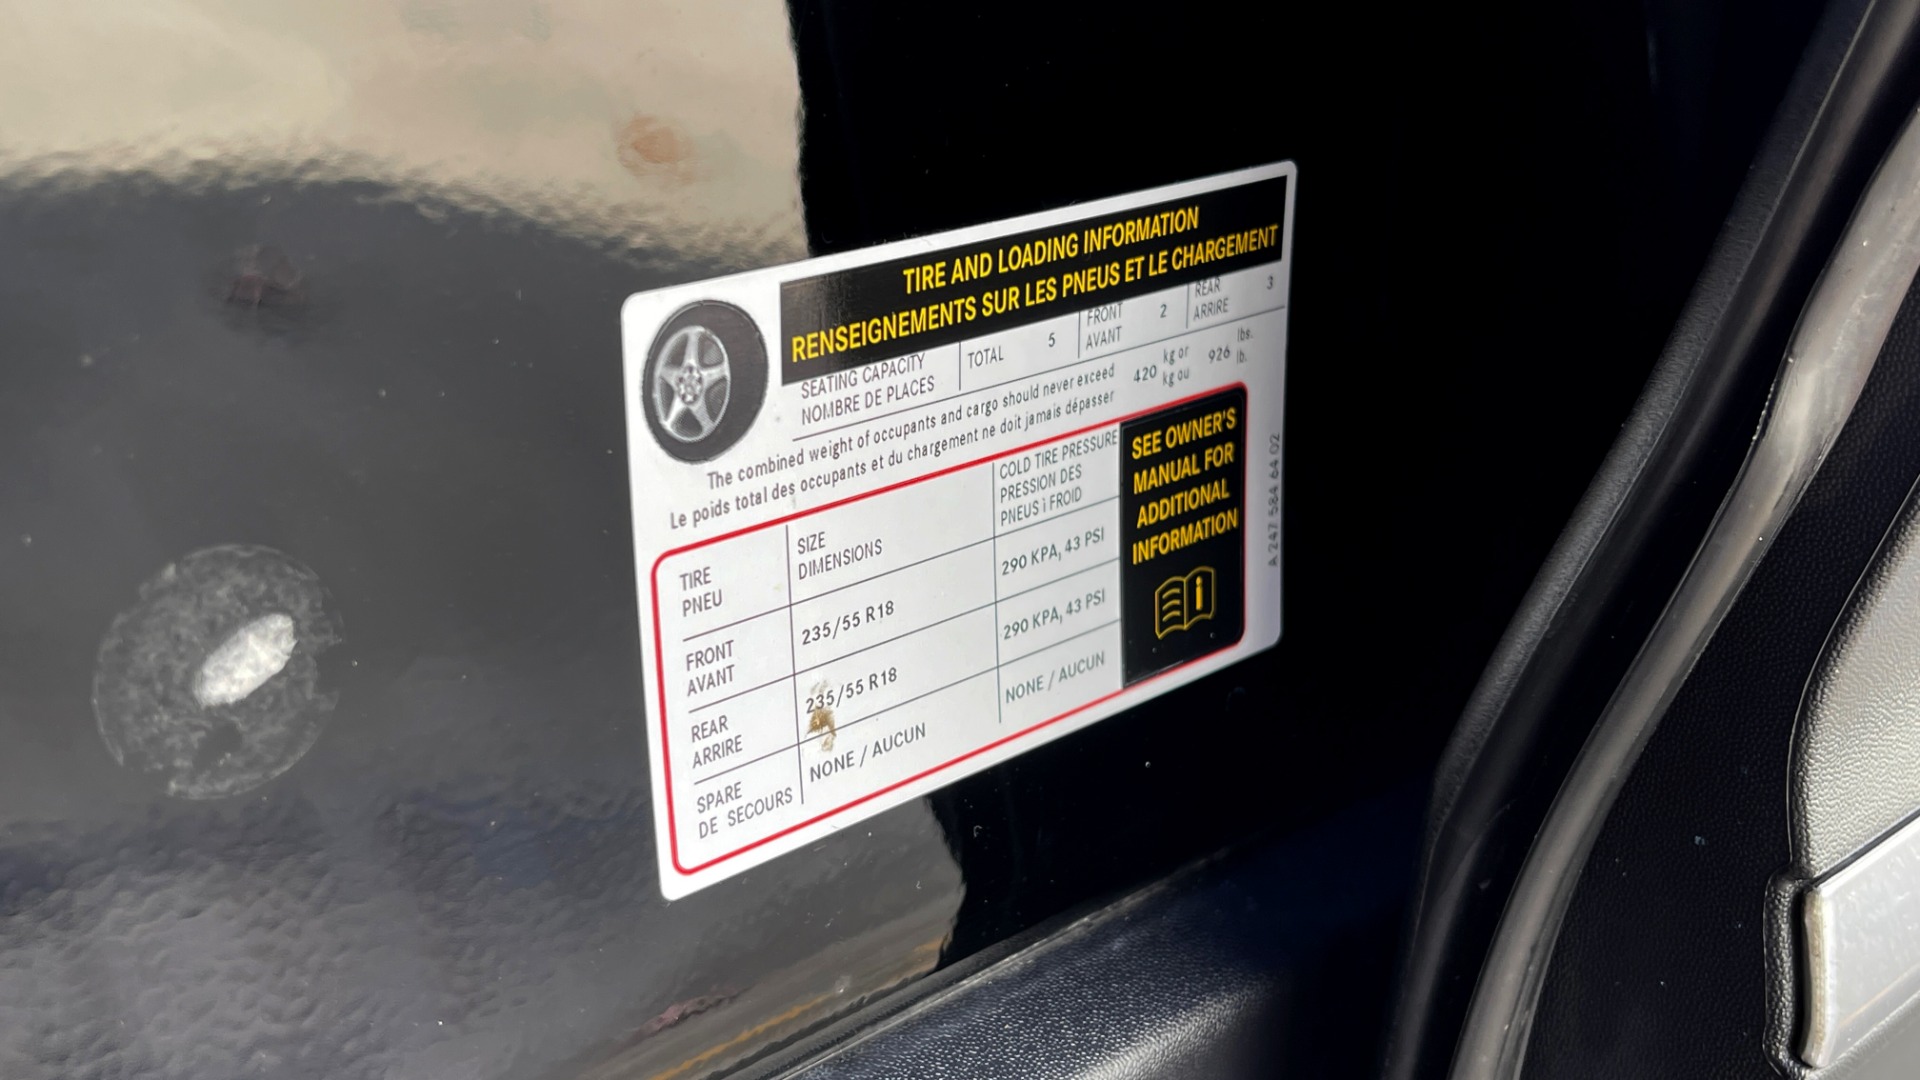 TIRE AND LOADING INFORMATION
RENSEIGNEMENTS SUR LES PNEUS ET LE CHARGEMENT
SEATING CAPACITY
NOMBRE DE PLACES
TOTAL 5
FRONT
AVANT
2
REAR
ARRIRE
3
The combined weight of occupants and cargo should never exceed 420 kg or 926 lbs.
Le poids total des occupants et du chargement ne doit jamais dépasser kg ou lb.
TIRE
PNEU
SIZE
DIMENSIONS
COLD TIRE PRESSURE
PRESSION DES
PNEUS i FROID
FRONT
AVANT
235/55 R18
290 KPA, 43 PSI
REAR
ARRIRE
235/55 R18
290 KPA, 43 PSI
SPARE
DE SECOURS
NONE / AUCUN
NONE / AUCUN
SEE OWNER'S
MANUAL FOR
ADDITIONAL
INFORMATION
i
A 247 584 64 02